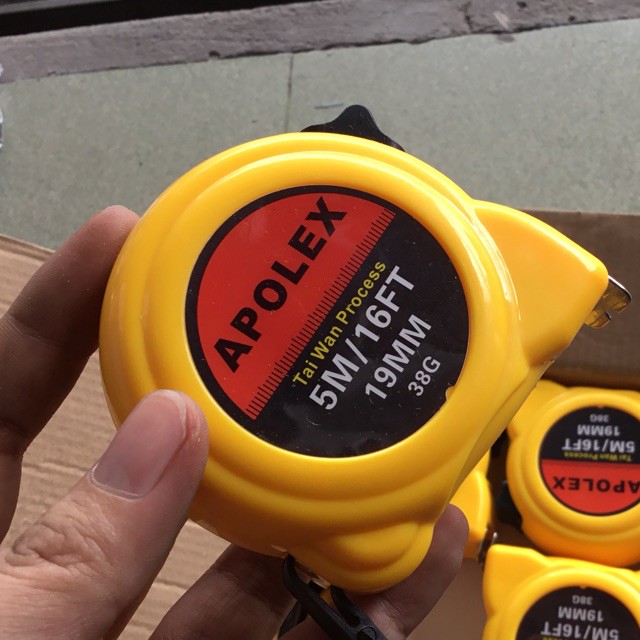 APOLEX
Tai Wan Process
5M/16FT
19MM
38G
38G
19MM
5M/16FT
Tai Wan Process
APOLEX
38G
19MM
5M/16FT